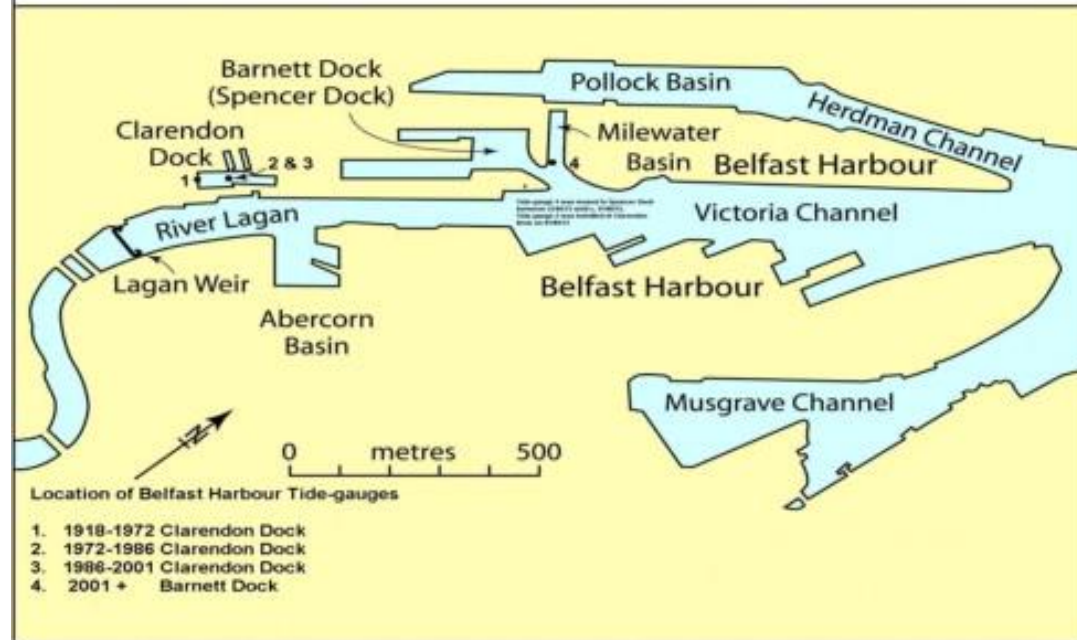 Barnett Dock
(Spencer Dock)
Pollock Basin
Herdman Channel
Clarendon
Dock
2 & 3
1
Milewater
Basin
4
Belfast Harbour
River Lagan
Victoria Channel
Lagan Weir
Belfast Harbour
Abercorn
Basin
Musgrave Channel
N
0 metres 500
Location of Belfast Harbour Tide-gauges
1. 1918-1972 Clarendon Dock
2. 1972-1986 Clarendon Dock
3. 1986-2001 Clarendon Dock
4. 2001 + Barnett Dock